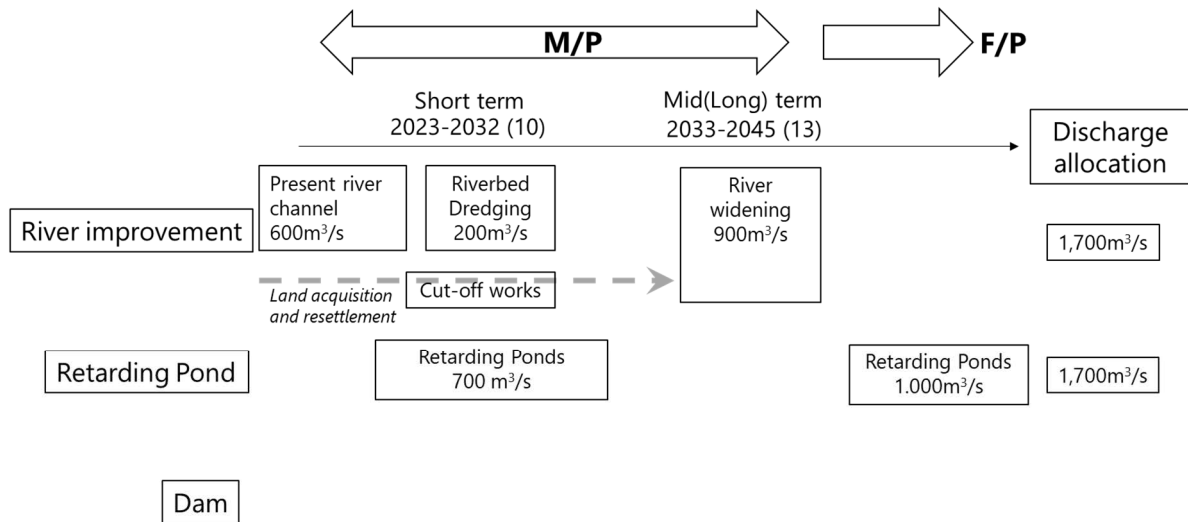 M/P
F/P
Short term
2023-2032 (10)
Mid(Long) term
2033-2045 (13)
Discharge
allocation
River improvement
Present river
channel
600m³/s
Riverbed
Dredging
200m³/s
River
widening
900m³/s
1,700m³/s
Land acquisition
and resettlement
Cut-off works
Retarding Pond
Retarding Ponds
700 m³/s
Retarding Ponds
1.000m³/s
1,700m³/s
Dam